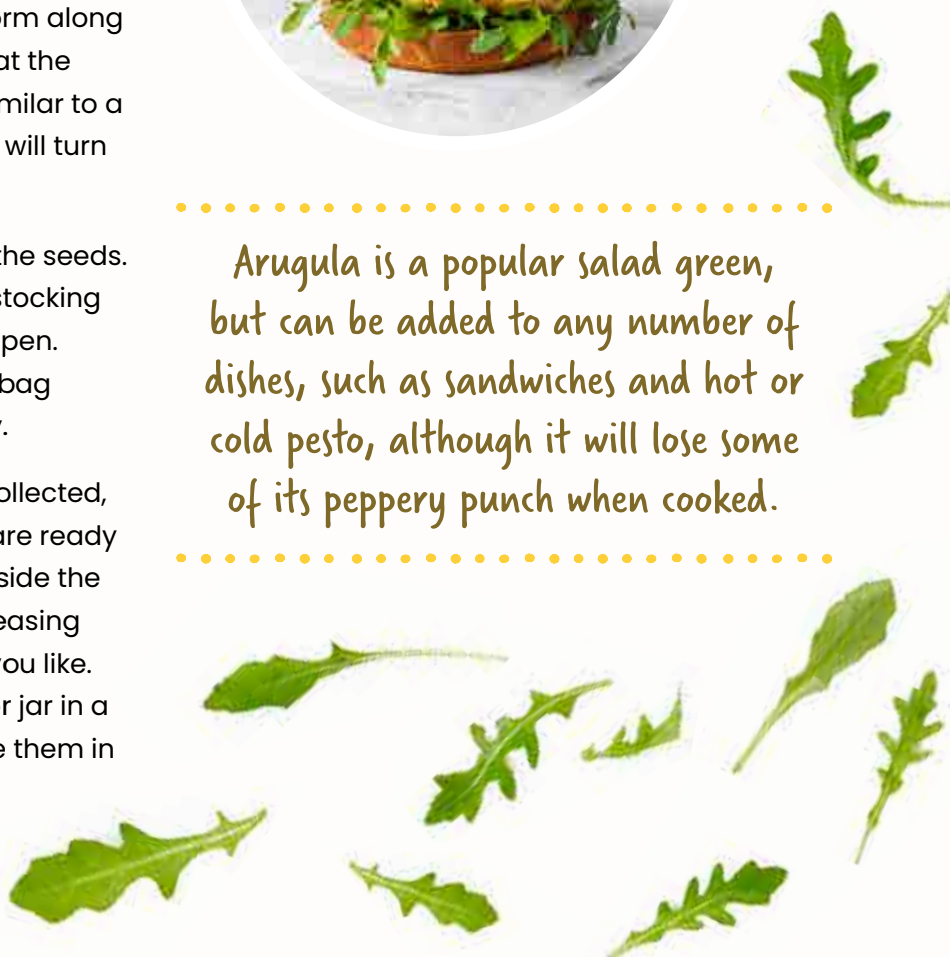 orm along
at the
milar to a
will turn
the seeds.
stocking
pen.
bag
ollected,
are ready
side the
easing
you like.
r jar in a
e them in
Arugula is a popular salad green,
but can be added to any number of
dishes, such as sandwiches and hot or
cold pesto, although it will lose some
of its peppery punch when cooked.